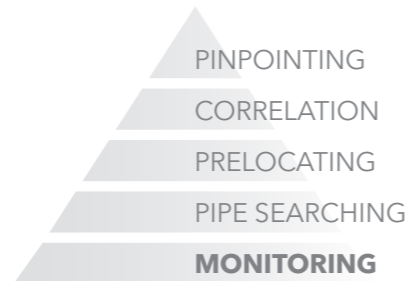 PINPOINTING
CORRELATION
PRELOCATING
PIPE SEARCHING
MONITORING